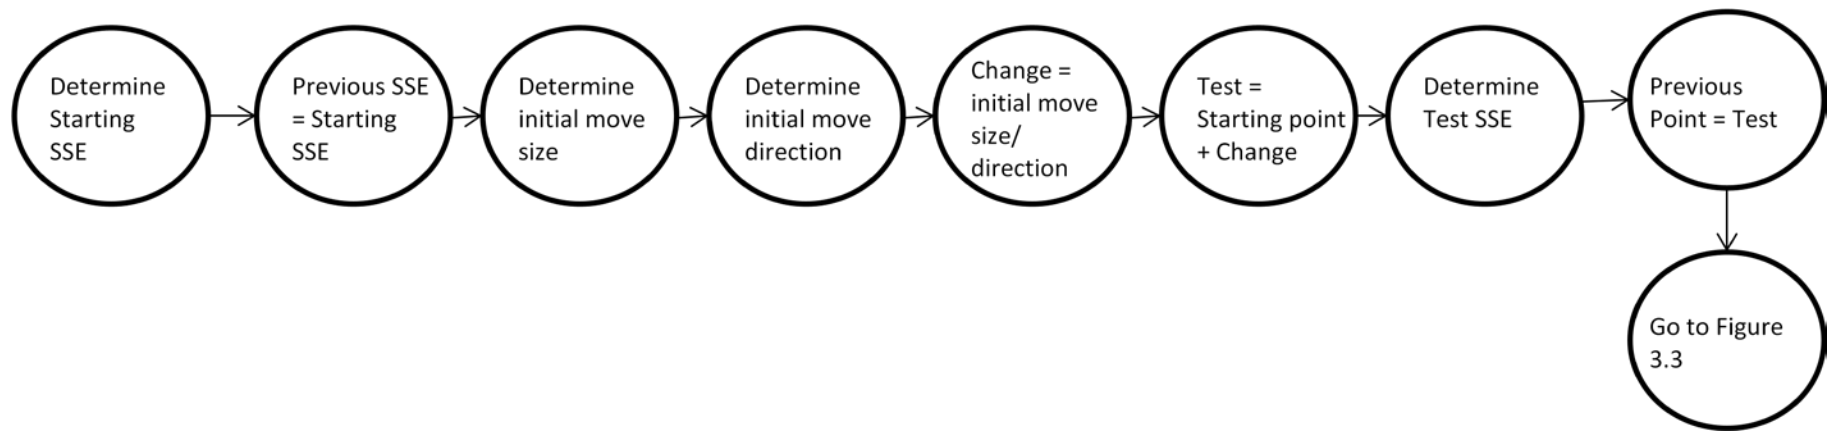 Determine
Starting
SSE
Previous SSE
= Starting
SSE
Determine
initial move
size
Determine
initial move
direction
Change =
initial move
size/
direction
Test =
Starting point
+ Change
Determine
Test SSE
Previous
Point = Test
Go to Figure
3.3